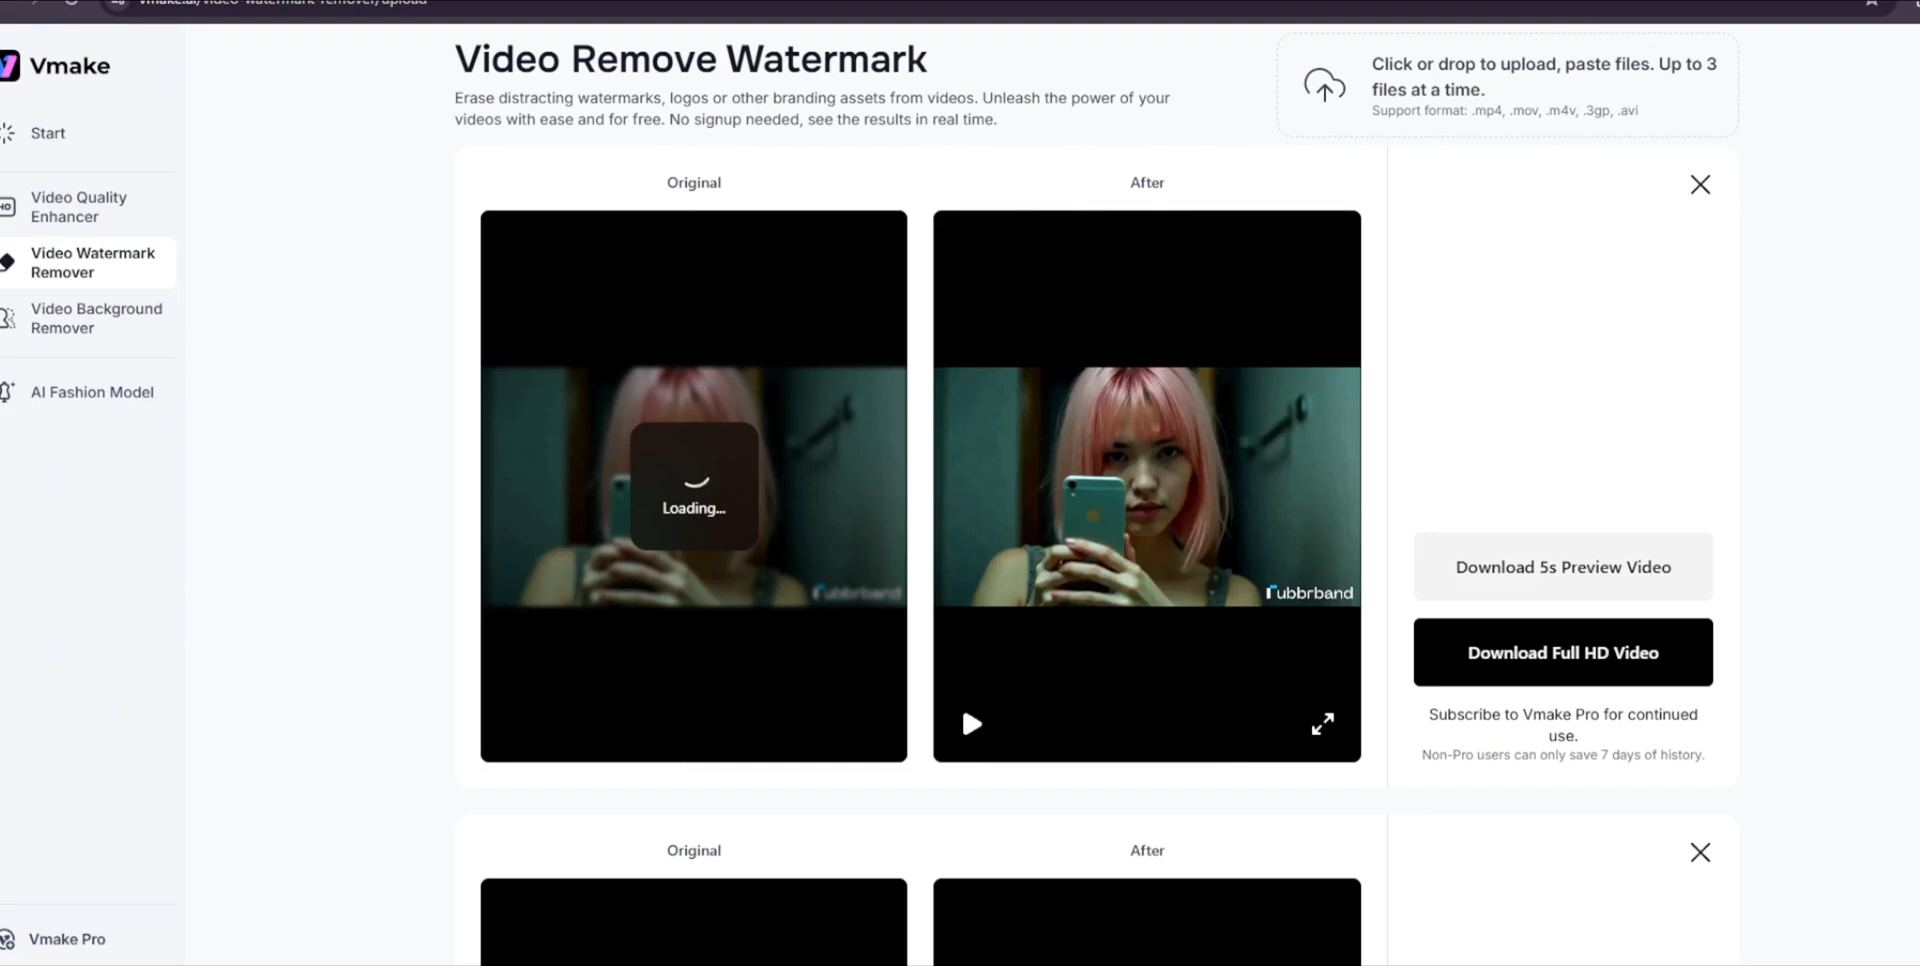 Vmake
Start
Video Quality
Enhancer
Video Watermark
Remover
Video Background
Remover
AI Fashion Model
Vmake Pro
Video Remove Watermark
Erase distracting watermarks, logos or other branding assets from videos. Unleash the power of your
videos with ease and for free. No signup needed, see the results in real time.
Click or drop to upload, paste files. Up to 3
files at a time.
Support format: .mp4, .mov, .m4v, .3gp, .avi
Original
After
Loading...
rubbrband
rubbrband
Download 5s Preview Video
Download Full HD Video
Subscribe to Vmake Pro for continued
use.
Non-Pro users can only save 7 days of history.
Original
After